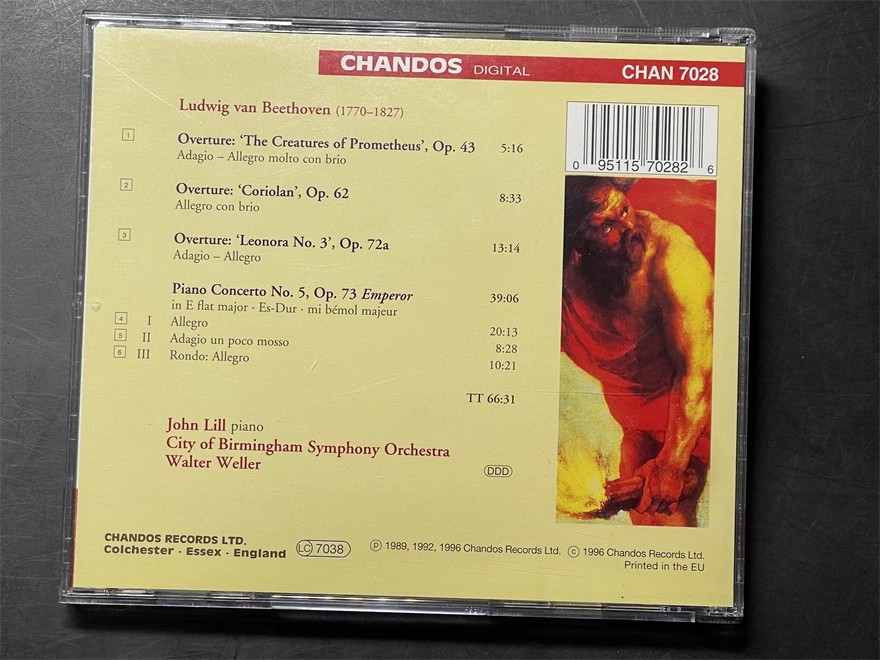 CHANDOS DIGITAL CHAN 7028
Ludwig van Beethoven (1770–1827)
0 95115 70282 6
1 Overture: ‘The Creatures of Prometheus’, Op. 43 5:16
Adagio – Allegro molto con brio
2 Overture: ‘Coriolan’, Op. 62 8:33
Allegro con brio
3 Overture: ‘Leonora No. 3’, Op. 72a 13:14
Adagio – Allegro
Piano Concerto No. 5, Op. 73 Emperor 39:06
in E flat major · Es-Dur · mi bémol majeur
4 I Allegro 20:13
5 II Adagio un poco mosso 8:28
6 III Rondo: Allegro 10:21
TT 66:31
John Lill piano
City of Birmingham Symphony Orchestra
Walter Weller
DDD
CHANDOS RECORDS LTD.
Colchester · Essex · England
LC 7038
℗ 1989, 1992, 1996 Chandos Records Ltd. © 1996 Chandos Records Ltd.
Printed in the EU